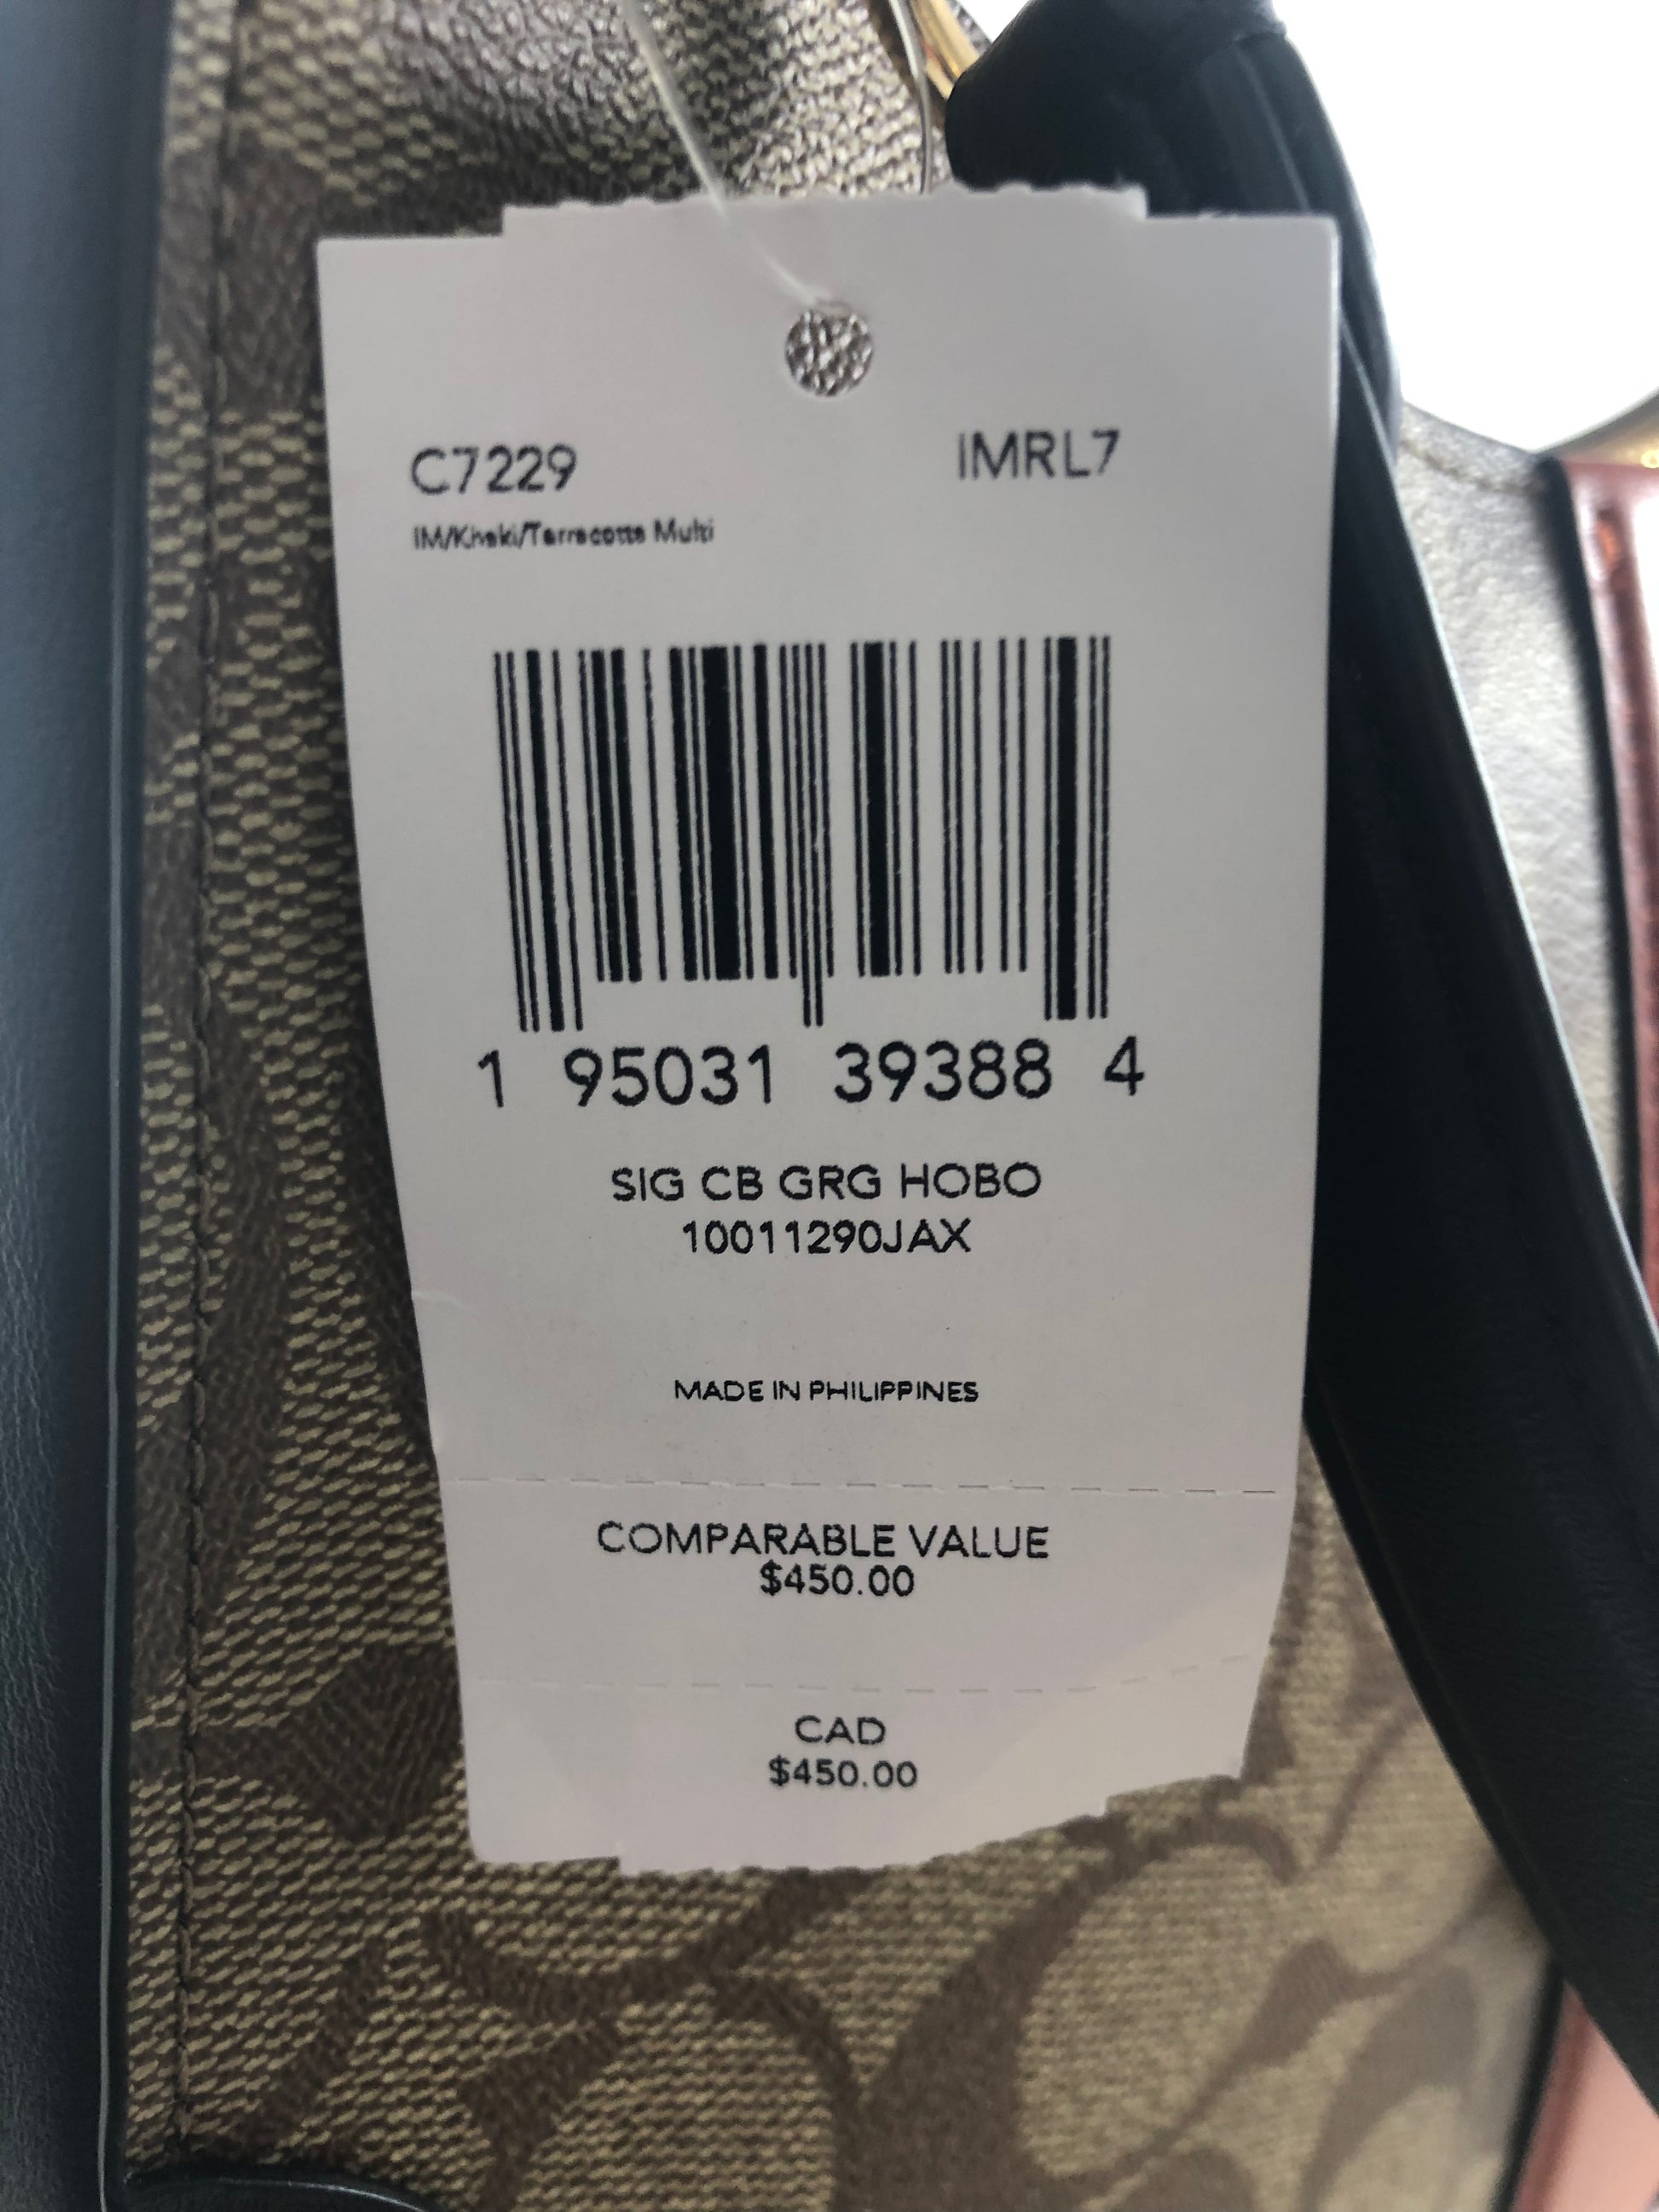 C7229 IMRL7
IM/Khaki/Terracotta Multi
1 95031 39388 4
SIG CB GRG HOBO
10011290JAX
MADE IN PHILIPPINES
COMPARABLE VALUE
$450.00
CAD
$450.00